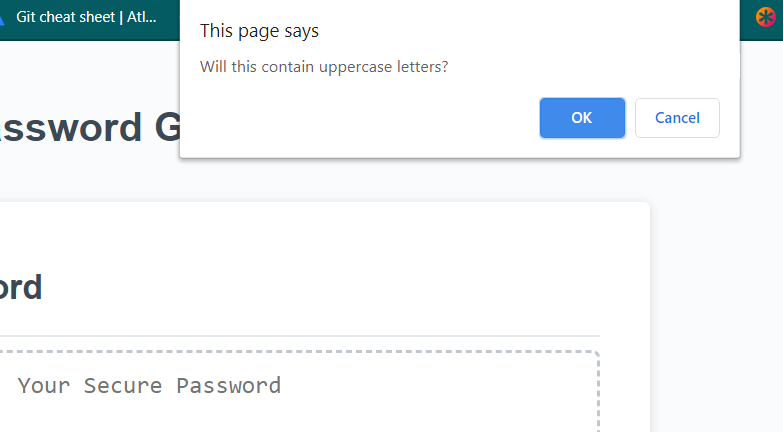 Git cheat sheet | Atl...
This page says
Will this contain uppercase letters?
OK
Cancel
ssword G
ord
Your Secure Password